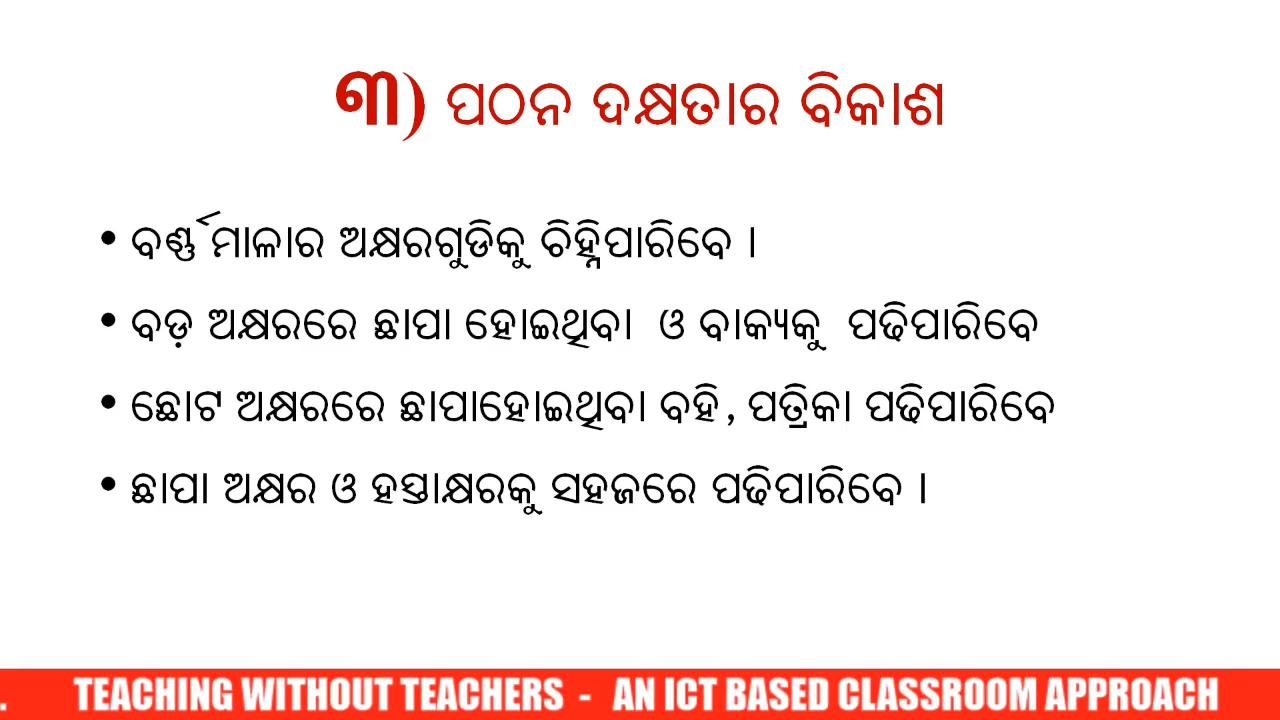 ୩) ପଠନ ଦକ୍ଷତାର ବିକାଶ
• ବର୍ଣ୍ଣମାଳାର ଅକ୍ଷରଗୁଡିକୁ ଚିହ୍ନିପାରିବେ ।
• ବଡ଼ ଅକ୍ଷରରେ ଛାପା ହୋଇଥିବା ଓ ବାକ୍ୟକୁ ପଢିପାରିବେ
• ଛୋଟ ଅକ୍ଷରରେ ଛାପାହୋଇଥିବା ବହି, ପତ୍ରିକା ପଢିପାରିବେ
• ଛାପା ଅକ୍ଷର ଓ ହସ୍ତାକ୍ଷରକୁ ସହଜରେ ପଢିପାରିବେ ।
. TEACHING WITHOUT TEACHERS - AN ICT BASED CLASSROOM APPROACH